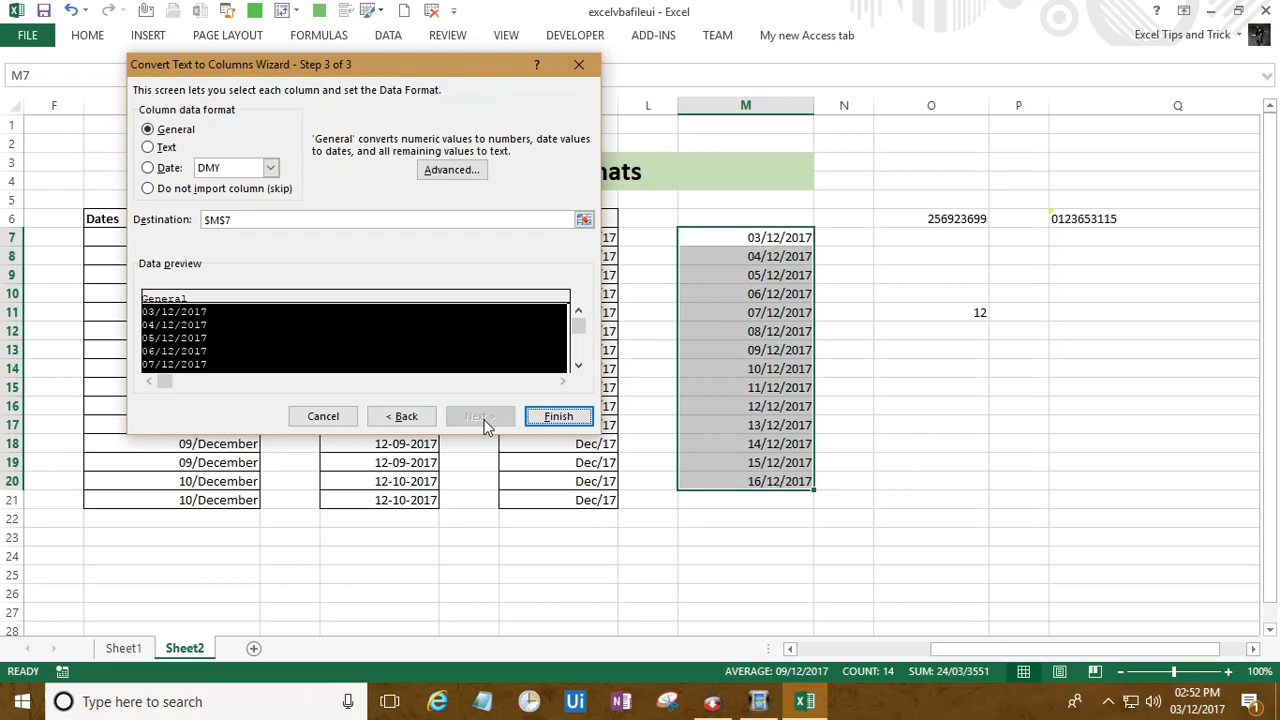 excelvbafileui - Excel
FILE HOME INSERT PAGE LAYOUT FORMULAS DATA REVIEW VIEW DEVELOPER ADD-INS TEAM My new Access tab Excel Tips and Trick
M7
Convert Text to Columns Wizard - Step 3 of 3
This screen lets you select each column and set the Data Format.
Column data format
General
Text
Date: DMY
Do not import column (skip)
'General' converts numeric values to numbers, date values
to dates, and all remaining values to text.
Advanced...
Destination: $M$7
Data preview
General
03/12/2017
04/12/2017
05/12/2017
06/12/2017
07/12/2017
Cancel < Back Next > Finish
F L M N O P Q
1
2
3
4
mats
5
6 Dates 256923699 0123653115
7 17 03/12/2017
8 17 04/12/2017
9 17 05/12/2017
10 17 06/12/2017
11 17 07/12/2017 12
12 17 08/12/2017
13 17 09/12/2017
14 17 10/12/2017
15 17 11/12/2017
16 17 12/12/2017
17 17 13/12/2017
18 09/December 12-09-2017 Dec/17 14/12/2017
19 09/December 12-09-2017 Dec/17 15/12/2017
20 10/December 12-10-2017 Dec/17 16/12/2017
21 10/December 12-10-2017 Dec/17
22
23
24
25
26
27
28
Sheet1 Sheet2
READY AVERAGE: 09/12/2017 COUNT: 14 SUM: 24/03/3551 100%
Type here to search
02:52 PM
03/12/2017